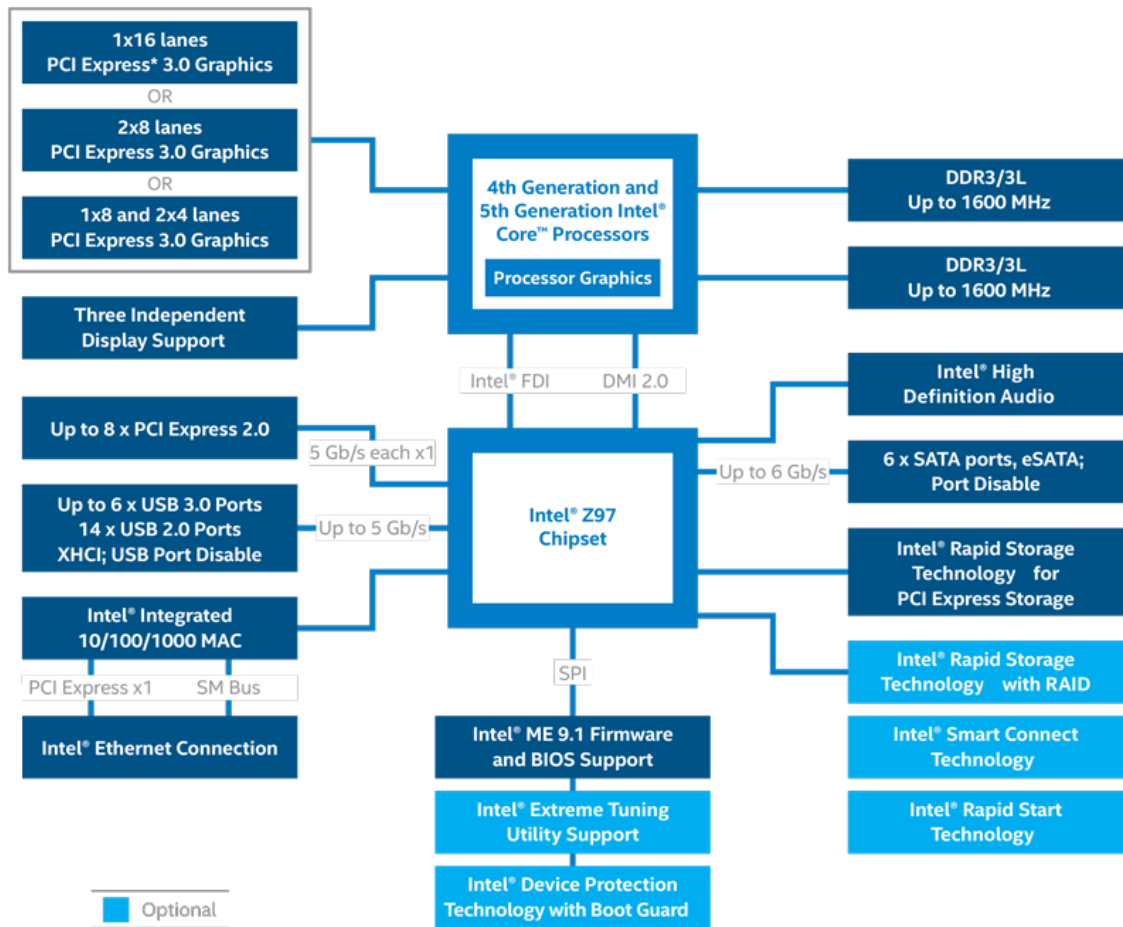 1x16 lanes
PCI Express* 3.0 Graphics
OR
2x8 lanes
PCI Express 3.0 Graphics
OR
1x8 and 2x4 lanes
PCI Express 3.0 Graphics
Three Independent
Display Support
4th Generation and
5th Generation Intel®
Core™ Processors
Processor Graphics
DDR3/3L
Up to 1600 MHz
DDR3/3L
Up to 1600 MHz
Intel® FDI
DMI 2.0
Up to 8 x PCI Express 2.0
5 Gb/s each x1
Up to 6 x USB 3.0 Ports
14 x USB 2.0 Ports
XHCI; USB Port Disable
Up to 5 Gb/s
Intel® Integrated
10/100/1000 MAC
PCI Express x1
SM Bus
Intel® Ethernet Connection
Intel® Z97
Chipset
Intel® High
Definition Audio
Up to 6 Gb/s
6 x SATA ports, eSATA;
Port Disable
Intel® Rapid Storage
Technology for
PCI Express Storage
Intel® Rapid Storage
Technology with RAID
Intel® Smart Connect
Technology
Intel® Rapid Start
Technology
SPI
Intel® ME 9.1 Firmware
and BIOS Support
Intel® Extreme Tuning
Utility Support
Intel® Device Protection
Technology with Boot Guard
Optional